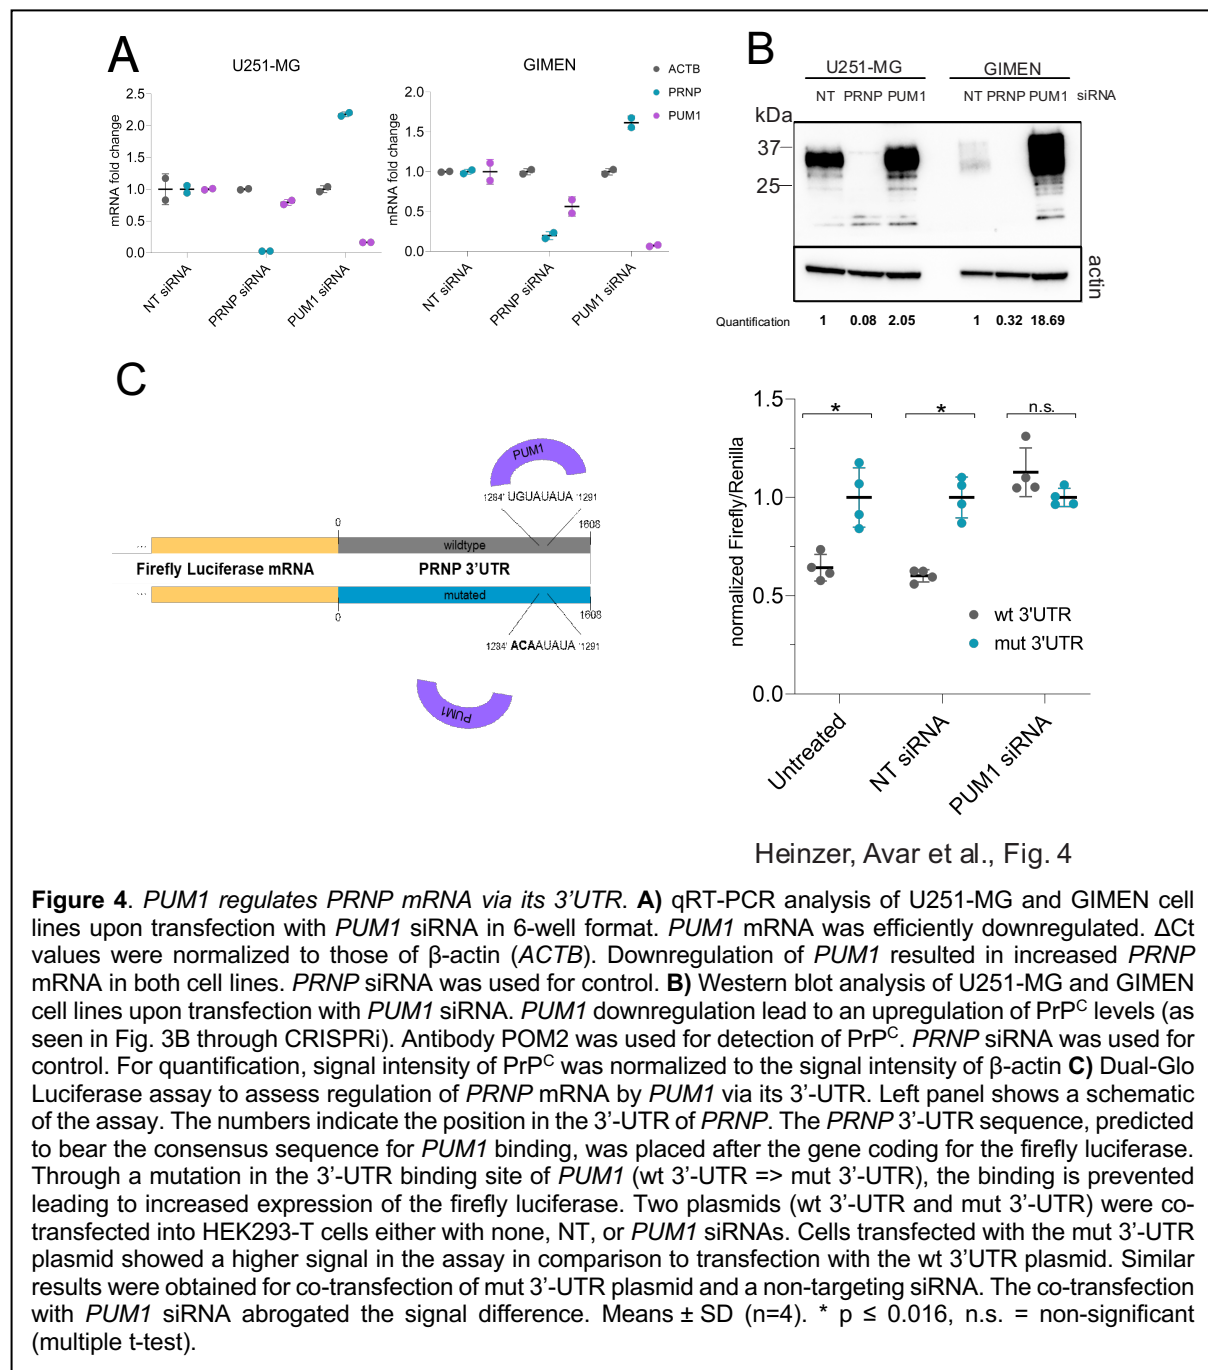 A
U251-MG
mRNA fold change
2.5
2.0
1.5
1.0
0.5
0.0
NT siRNA
PRNP siRNA
PUM1 siRNA
GIMEN
mRNA fold change
2.0
1.5
1.0
0.5
0.0
NT siRNA
PRNP siRNA
PUM1 siRNA
ACTB
PRNP
PUM1
B
U251-MG GIMEN
NT PRNP PUM1 NT PRNP PUM1 siRNA
kDa
37
25
actin
Quantification 1 0.08 2.05 1 0.32 18.69
C
PUM1
1284' UGUAUAUA '1291
0 1608
... wildtype
Firefly Luciferase mRNA PRNP 3'UTR
... mutated
0 1608
1284' ACAAUAUA '1291
PUM1
normalized Firefly/Renilla
1.5
1.0
0.5
0.0
* * n.s.
wt 3'UTR
mut 3'UTR
Untreated
NT siRNA
PUM1 siRNA
Heinzer, Avar et al., Fig. 4
Figure 4. PUM1 regulates PRNP mRNA via its 3'UTR. A) qRT-PCR analysis of U251-MG and GIMEN cell
lines upon transfection with PUM1 siRNA in 6-well format. PUM1 mRNA was efficiently downregulated. ΔCt
values were normalized to those of β-actin (ACTB). Downregulation of PUM1 resulted in increased PRNP
mRNA in both cell lines. PRNP siRNA was used for control. B) Western blot analysis of U251-MG and GIMEN
cell lines upon transfection with PUM1 siRNA. PUM1 downregulation lead to an upregulation of PrPC levels (as
seen in Fig. 3B through CRISPRi). Antibody POM2 was used for detection of PrPC. PRNP siRNA was used for
control. For quantification, signal intensity of PrPC was normalized to the signal intensity of β-actin C) Dual-Glo
Luciferase assay to assess regulation of PRNP mRNA by PUM1 via its 3'-UTR. Left panel shows a schematic
of the assay. The numbers indicate the position in the 3'-UTR of PRNP. The PRNP 3'-UTR sequence, predicted
to bear the consensus sequence for PUM1 binding, was placed after the gene coding for the firefly luciferase.
Through a mutation in the 3'-UTR binding site of PUM1 (wt 3'-UTR => mut 3'-UTR), the binding is prevented
leading to increased expression of the firefly luciferase. Two plasmids (wt 3'-UTR and mut 3'-UTR) were co-
transfected into HEK293-T cells either with none, NT, or PUM1 siRNAs. Cells transfected with the mut 3'-UTR
plasmid showed a higher signal in the assay in comparison to transfection with the wt 3'UTR plasmid. Similar
results were obtained for co-transfection of mut 3'-UTR plasmid and a non-targeting siRNA. The co-transfection
with PUM1 siRNA abrogated the signal difference. Means ± SD (n=4). * p ≤ 0.016, n.s. = non-significant
(multiple t-test).